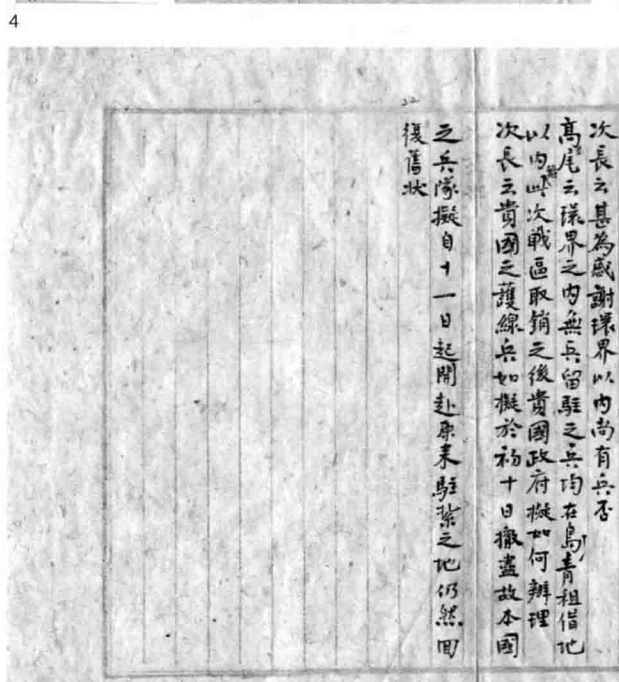 4
次長云甚為感謝環界以內尚有兵否
高尾云環界之內無兵留駐之兵均在島青租借地
以內此次戰區取銷之後貴國政府擬如何辦理
次長云貴國之護線兵如擬於初十日撤盡故本國
之兵隊擬自十一日起開赴原來駐紮之地仍然回
復舊狀